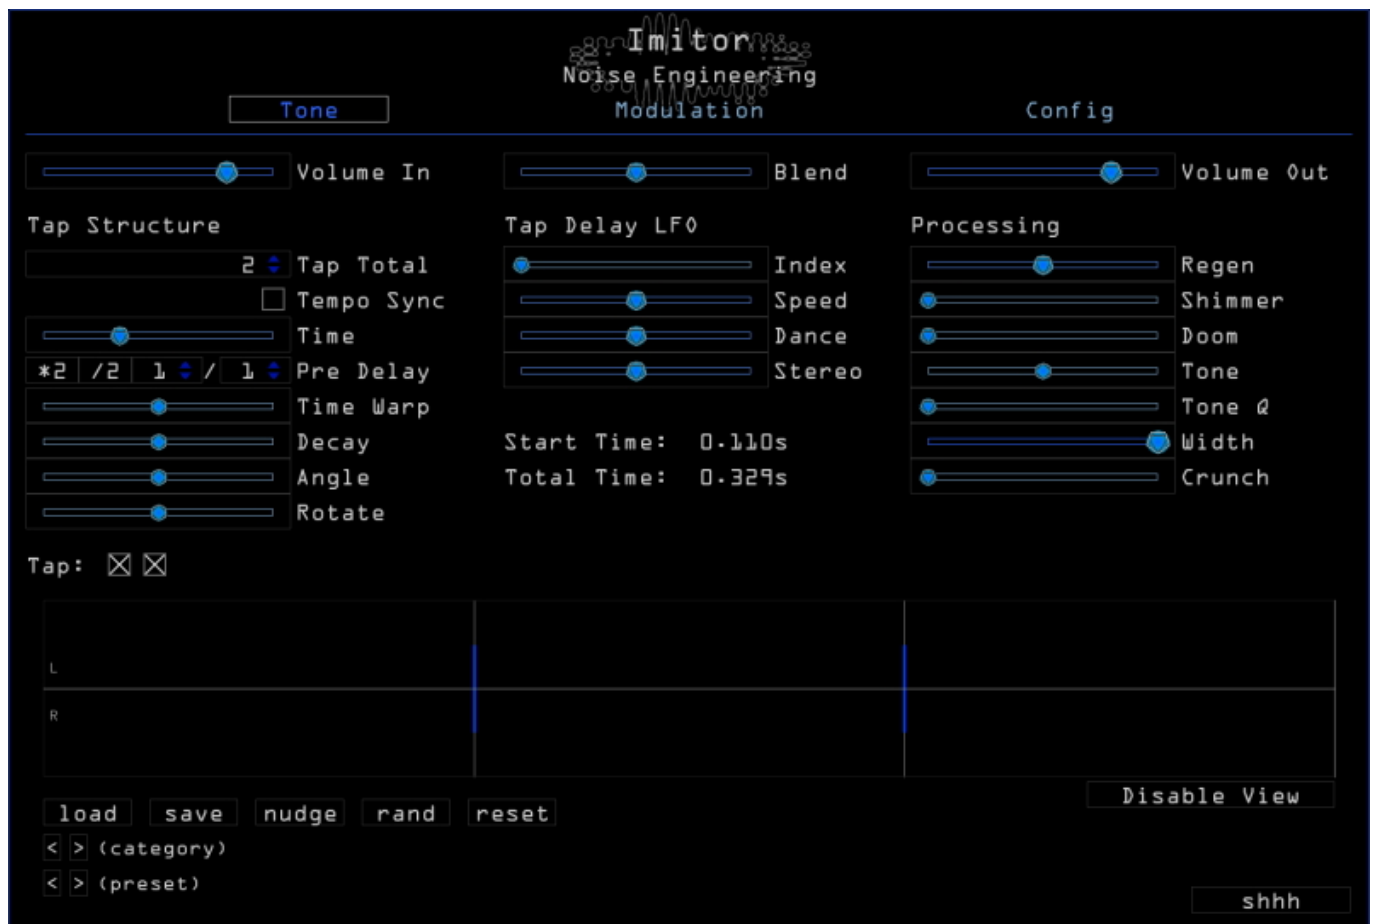 Imitor
Noise Engineering
Tone Modulation Config
Volume In Blend Volume Out
Tap Structure Tap Delay LFO Processing
2 Tap Total Index Regen
Tempo Sync Speed Shimmer
Time Dance Doom
*2 /2 1 / 1 Pre Delay Stereo Tone
Time Warp Tone Q
Decay Start Time: 0.110s Width
Angle Total Time: 0.329s Crunch
Rotate
Tap:
L
R
Disable View
load save nudge rand reset
< > (category)
< > (preset)
shhh